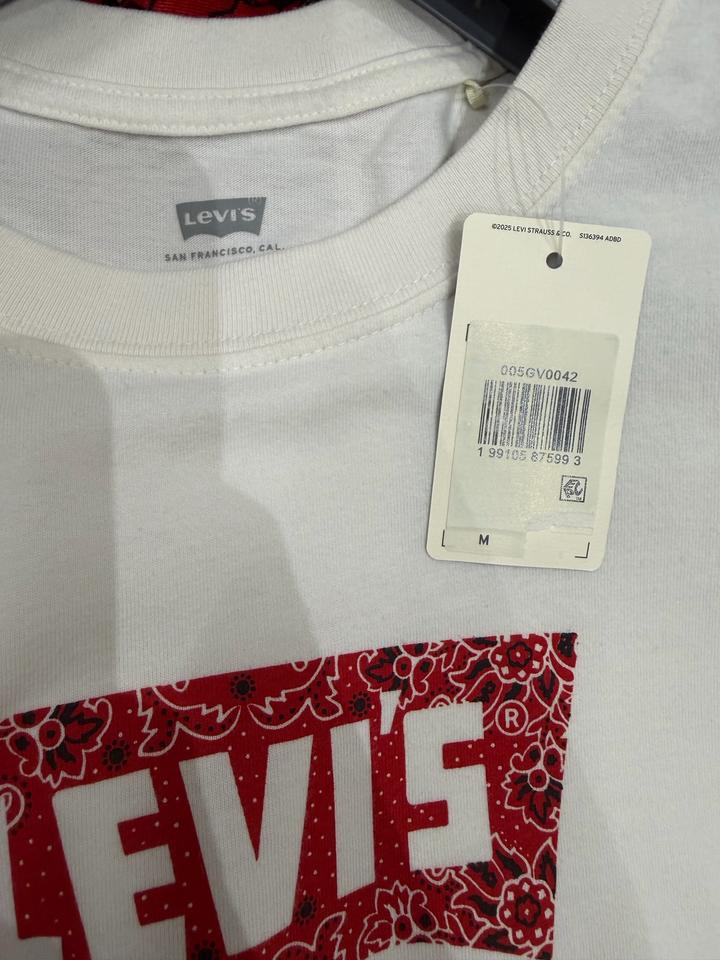 LEVI'S
SAN FRANCISCO, CAL.
©2025 LEVI STRAUSS & CO. S136394 ADBD
005GV0042
1 99105 87599 3
M
LEVI'S®